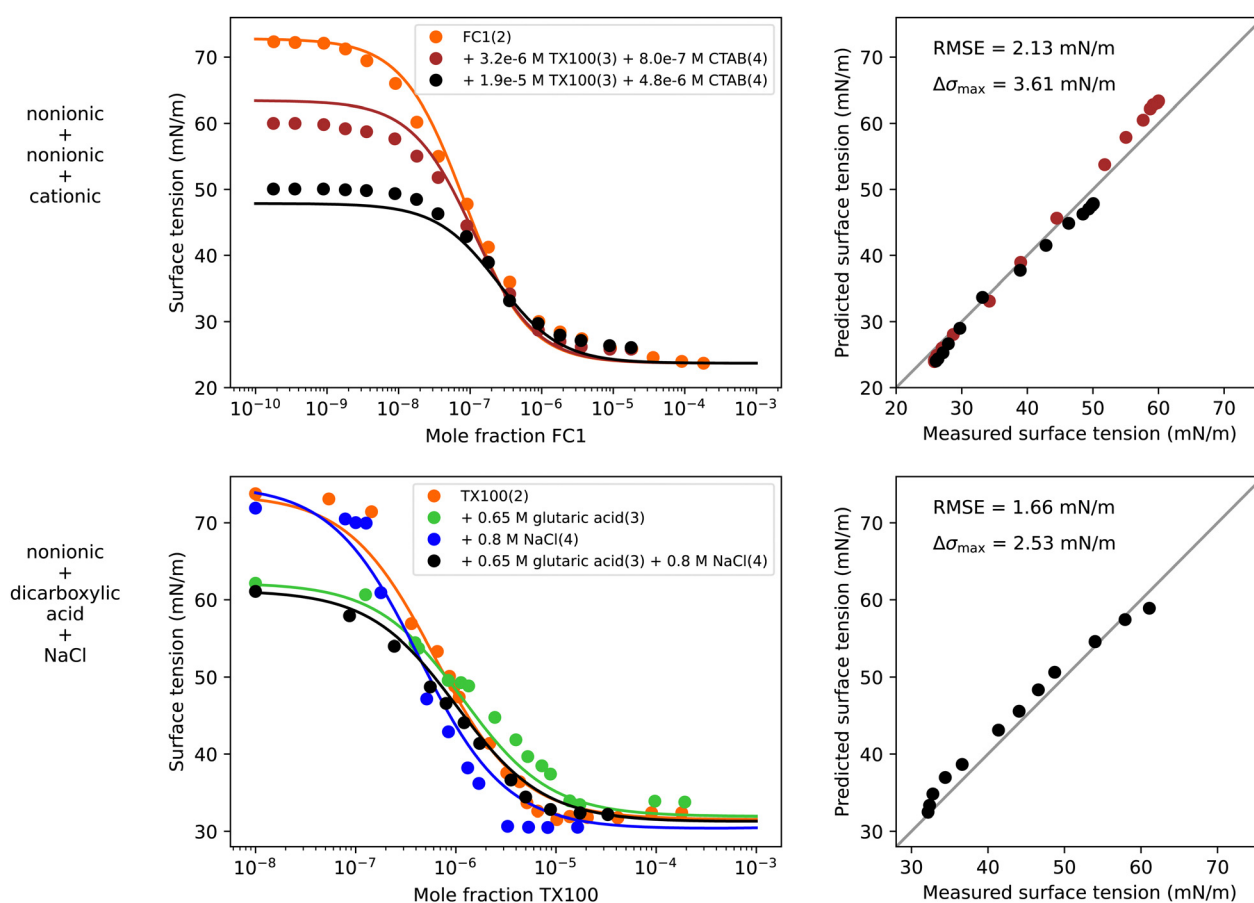 nonionic
+
nonionic
+
cationic
Surface tension (mN/m)
70
60
50
40
30
20
FC1(2)
+ 3.2e-6 M TX100(3) + 8.0e-7 M CTAB(4)
+ 1.9e-5 M TX100(3) + 4.8e-6 M CTAB(4)
10⁻¹⁰ 10⁻⁹ 10⁻⁸ 10⁻⁷ 10⁻⁶ 10⁻⁵ 10⁻⁴ 10⁻³
Mole fraction FC1
Predicted surface tension (mN/m)
70
60
50
40
30
20
RMSE = 2.13 mN/m
Δσmax = 3.61 mN/m
20 30 40 50 60 70
Measured surface tension (mN/m)
nonionic
+
dicarboxylic
acid
+
NaCl
Surface tension (mN/m)
70
60
50
40
30
TX100(2)
+ 0.65 M glutaric acid(3)
+ 0.8 M NaCl(4)
+ 0.65 M glutaric acid(3) + 0.8 M NaCl(4)
10⁻⁸ 10⁻⁷ 10⁻⁶ 10⁻⁵ 10⁻⁴ 10⁻³
Mole fraction TX100
Predicted surface tension (mN/m)
70
60
50
40
30
RMSE = 1.66 mN/m
Δσmax = 2.53 mN/m
30 40 50 60 70
Measured surface tension (mN/m)